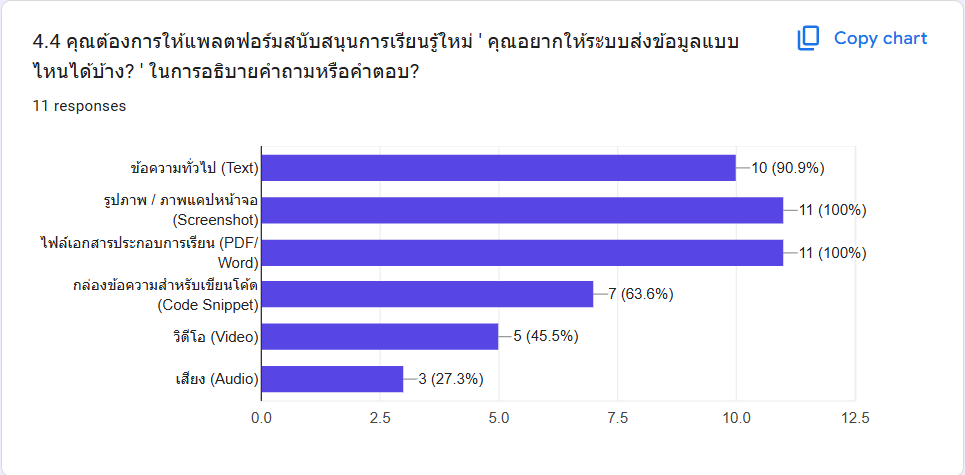 4.4 คุณต้องการให้แพลตฟอร์มสนับสนุนการเรียนรู้ใหม่ ' คุณอยากให้ระบบส่งข้อมูลแบบ
ไหนได้บ้าง? ' ในการอธิบายคำถามหรือคำตอบ?
Copy chart
11 responses
ข้อความทั่วไป (Text)
10 (90.9%)
รูปภาพ / ภาพแคปหน้าจอ
(Screenshot)
11 (100%)
ไฟล์เอกสารประกอบการเรียน (PDF/
Word)
11 (100%)
กล่องข้อความสำหรับเขียนโค้ด
(Code Snippet)
7 (63.6%)
วิดีโอ (Video)
5 (45.5%)
เสียง (Audio)
3 (27.3%)
0.0 2.5 5.0 7.5 10.0 12.5